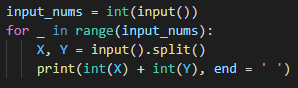 input_nums = int(input())
for _ in range(input_nums):
    X, Y = input().split()
    print(int(X) + int(Y), end = ' ')